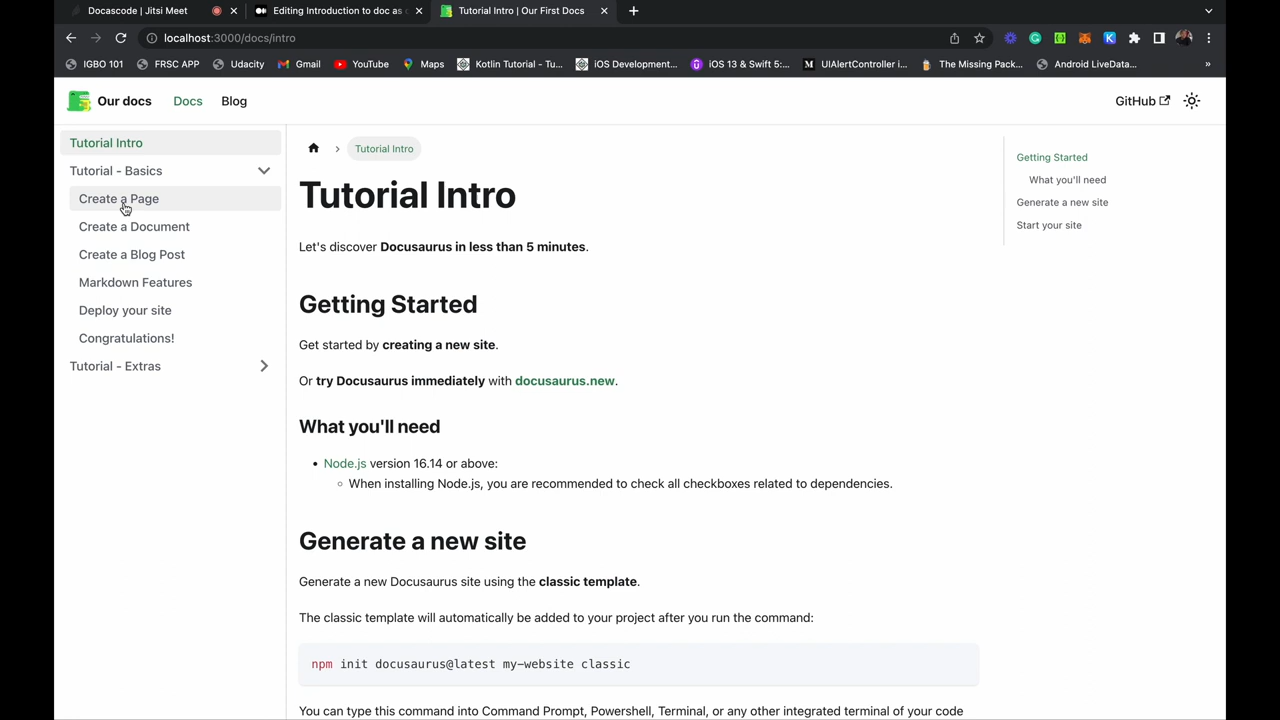 Docascode | Jitsi Meet
Editing Introduction to doc as c
Tutorial Intro | Our First Docs
localhost:3000/docs/intro
IGBO 101
FRSC APP
Udacity
Gmail
YouTube
Maps
Kotlin Tutorial - Tu...
iOS Development...
iOS 13 & Swift 5:...
UIAlertController i...
The Missing Pack...
Android LiveData...
»
Our docs
Docs
Blog
GitHub
Tutorial Intro
Tutorial - Basics
Create a Page
Create a Document
Create a Blog Post
Markdown Features
Deploy your site
Congratulations!
Tutorial - Extras
Tutorial Intro
Tutorial Intro
Let's discover Docusaurus in less than 5 minutes.
Getting Started
Get started by creating a new site.
Or try Docusaurus immediately with docusaurus.new.
What you'll need
• Node.js version 16.14 or above:
◦ When installing Node.js, you are recommended to check all checkboxes related to dependencies.
Generate a new site
Generate a new Docusaurus site using the classic template.
The classic template will automatically be added to your project after you run the command:
npm init docusaurus@latest my-website classic
You can type this command into Command Prompt, Powershell, Terminal, or any other integrated terminal of your code
Getting Started
What you'll need
Generate a new site
Start your site